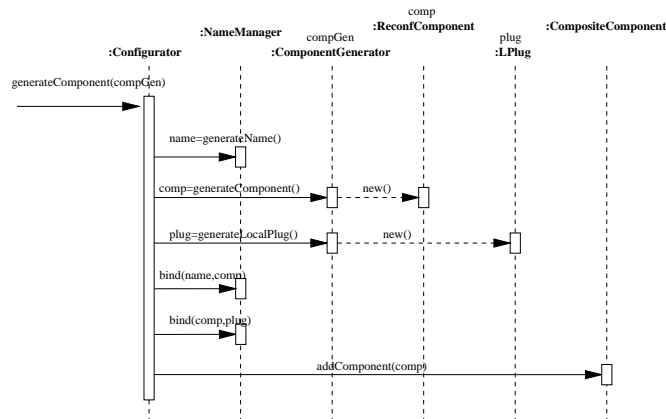 comp
:NameManager
:ReconfComponent
:CompositeComponent
compGen
plug
:Configurator
:ComponentGenerator
:LPlug
generateComponent(compGen)
name=generateName()
comp=generateComponent()
new()
plug=generateLocalPlug()
new()
bind(name,comp)
bind(comp,plug)
addComponent(comp)